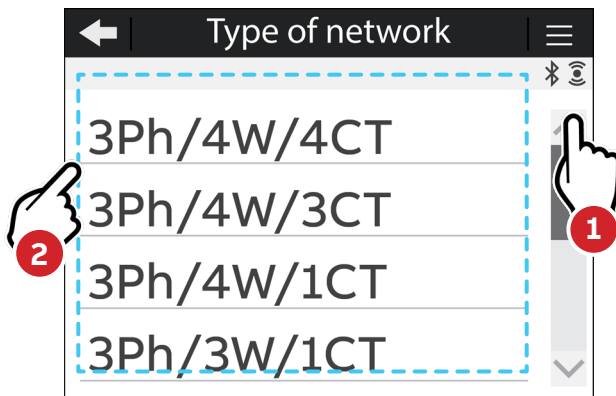 Type of network
3Ph/4W/4CT
3Ph/4W/3CT
3Ph/4W/1CT
3Ph/3W/1CT
1
2